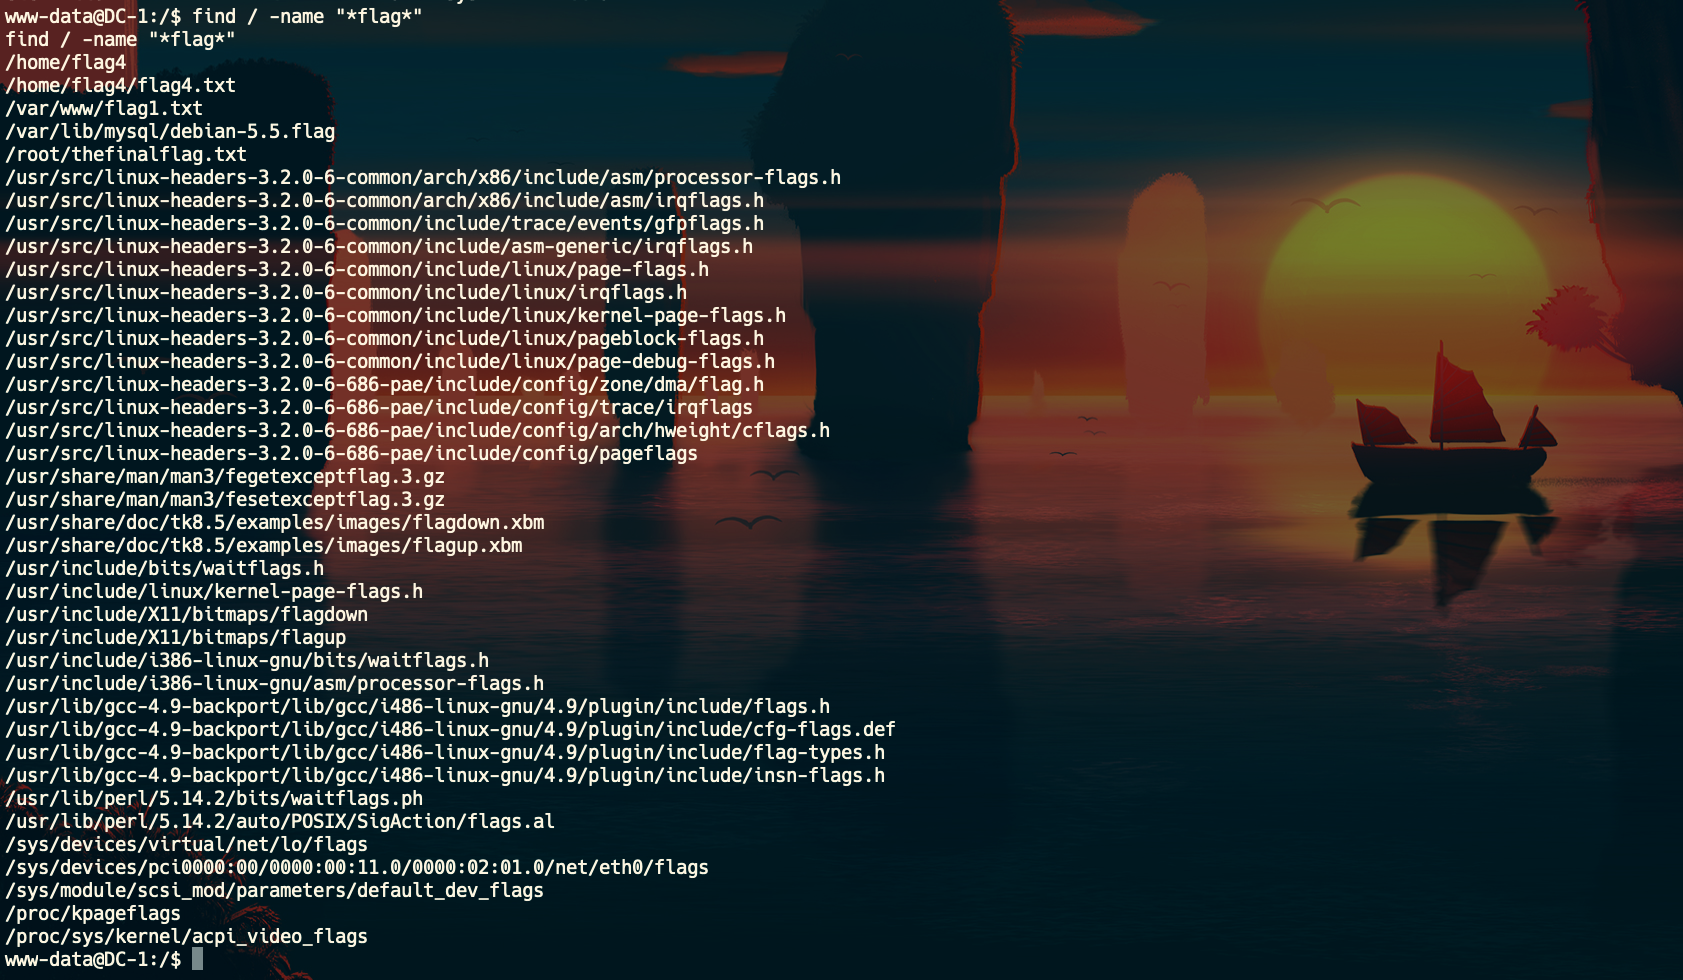 www-data@DC-1:/$ find / -name "*flag*"
find / -name "*flag*"
/home/flag4
/home/flag4/flag4.txt
/var/www/flag1.txt
/var/lib/mysql/debian-5.5.flag
/root/thefinalflag.txt
/usr/src/linux-headers-3.2.0-6-common/arch/x86/include/asm/processor-flags.h
/usr/src/linux-headers-3.2.0-6-common/arch/x86/include/asm/irqflags.h
/usr/src/linux-headers-3.2.0-6-common/include/trace/events/gfpflags.h
/usr/src/linux-headers-3.2.0-6-common/include/asm-generic/irqflags.h
/usr/src/linux-headers-3.2.0-6-common/include/linux/page-flags.h
/usr/src/linux-headers-3.2.0-6-common/include/linux/irqflags.h
/usr/src/linux-headers-3.2.0-6-common/include/linux/kernel-page-flags.h
/usr/src/linux-headers-3.2.0-6-common/include/linux/pageblock-flags.h
/usr/src/linux-headers-3.2.0-6-common/include/linux/page-debug-flags.h
/usr/src/linux-headers-3.2.0-6-686-pae/include/config/zone/dma/flag.h
/usr/src/linux-headers-3.2.0-6-686-pae/include/config/trace/irqflags
/usr/src/linux-headers-3.2.0-6-686-pae/include/config/arch/hweight/cflags.h
/usr/src/linux-headers-3.2.0-6-686-pae/include/config/pageflags
/usr/share/man/man3/fegetexceptflag.3.gz
/usr/share/man/man3/fesetexceptflag.3.gz
/usr/share/doc/tk8.5/examples/images/flagdown.xbm
/usr/share/doc/tk8.5/examples/images/flagup.xbm
/usr/include/bits/waitflags.h
/usr/include/linux/kernel-page-flags.h
/usr/include/X11/bitmaps/flagdown
/usr/include/X11/bitmaps/flagup
/usr/include/i386-linux-gnu/bits/waitflags.h
/usr/include/i386-linux-gnu/asm/processor-flags.h
/usr/lib/gcc-4.9-backport/lib/gcc/i486-linux-gnu/4.9/plugin/include/flags.h
/usr/lib/gcc-4.9-backport/lib/gcc/i486-linux-gnu/4.9/plugin/include/cfg-flags.def
/usr/lib/gcc-4.9-backport/lib/gcc/i486-linux-gnu/4.9/plugin/include/flag-types.h
/usr/lib/gcc-4.9-backport/lib/gcc/i486-linux-gnu/4.9/plugin/include/insn-flags.h
/usr/lib/perl/5.14.2/bits/waitflags.ph
/usr/lib/perl/5.14.2/auto/POSIX/SigAction/flags.al
/sys/devices/virtual/net/lo/flags
/sys/devices/pci0000:00/0000:00:11.0/0000:02:01.0/net/eth0/flags
/sys/module/scsi_mod/parameters/default_dev_flags
/proc/kpageflags
/proc/sys/kernel/acpi_video_flags
www-data@DC-1:/$